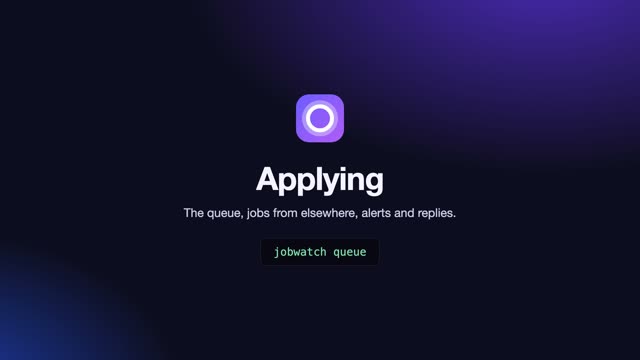 Applying
The queue, jobs from elsewhere, alerts and replies.
jobwatch queue